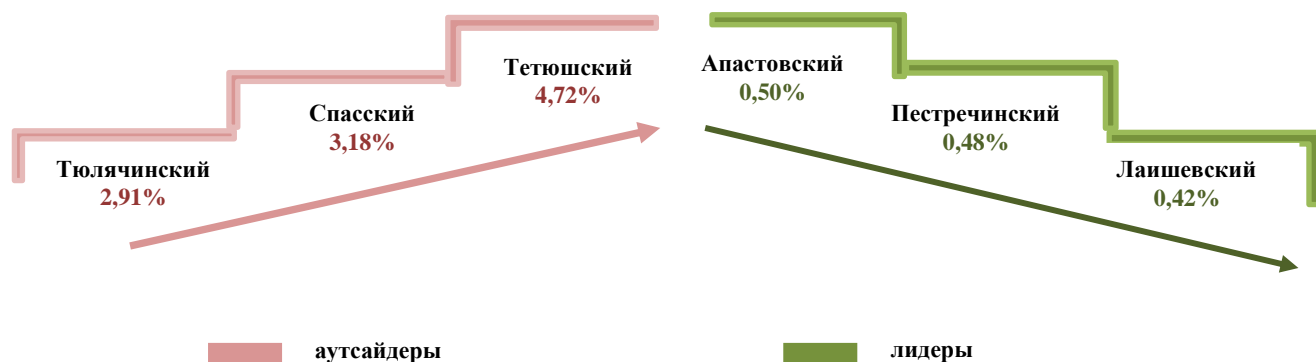 Тетюшский
4,72%
Спасский
3,18%
Тюлячинский
2,91%
Апастовский
0,50%
Пестречинский
0,48%
Лаишевский
0,42%
аутсайдеры
лидеры